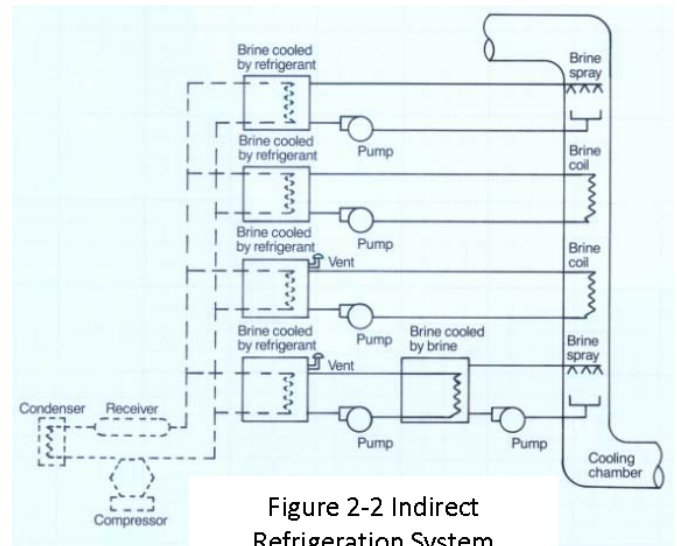 Brine cooled
by refrigerant
Brine
spray
Pump
Brine cooled
by refrigerant
Brine
coil
Pump
Brine cooled
by refrigerant
Vent
Brine
coil
Pump
Brine cooled
by refrigerant
Vent
Brine cooled
by brine
Brine
spray
Pump
Pump
Condenser
Receiver
Compressor
Cooling
chamber
Figure 2-2 Indirect
Refrigeration System